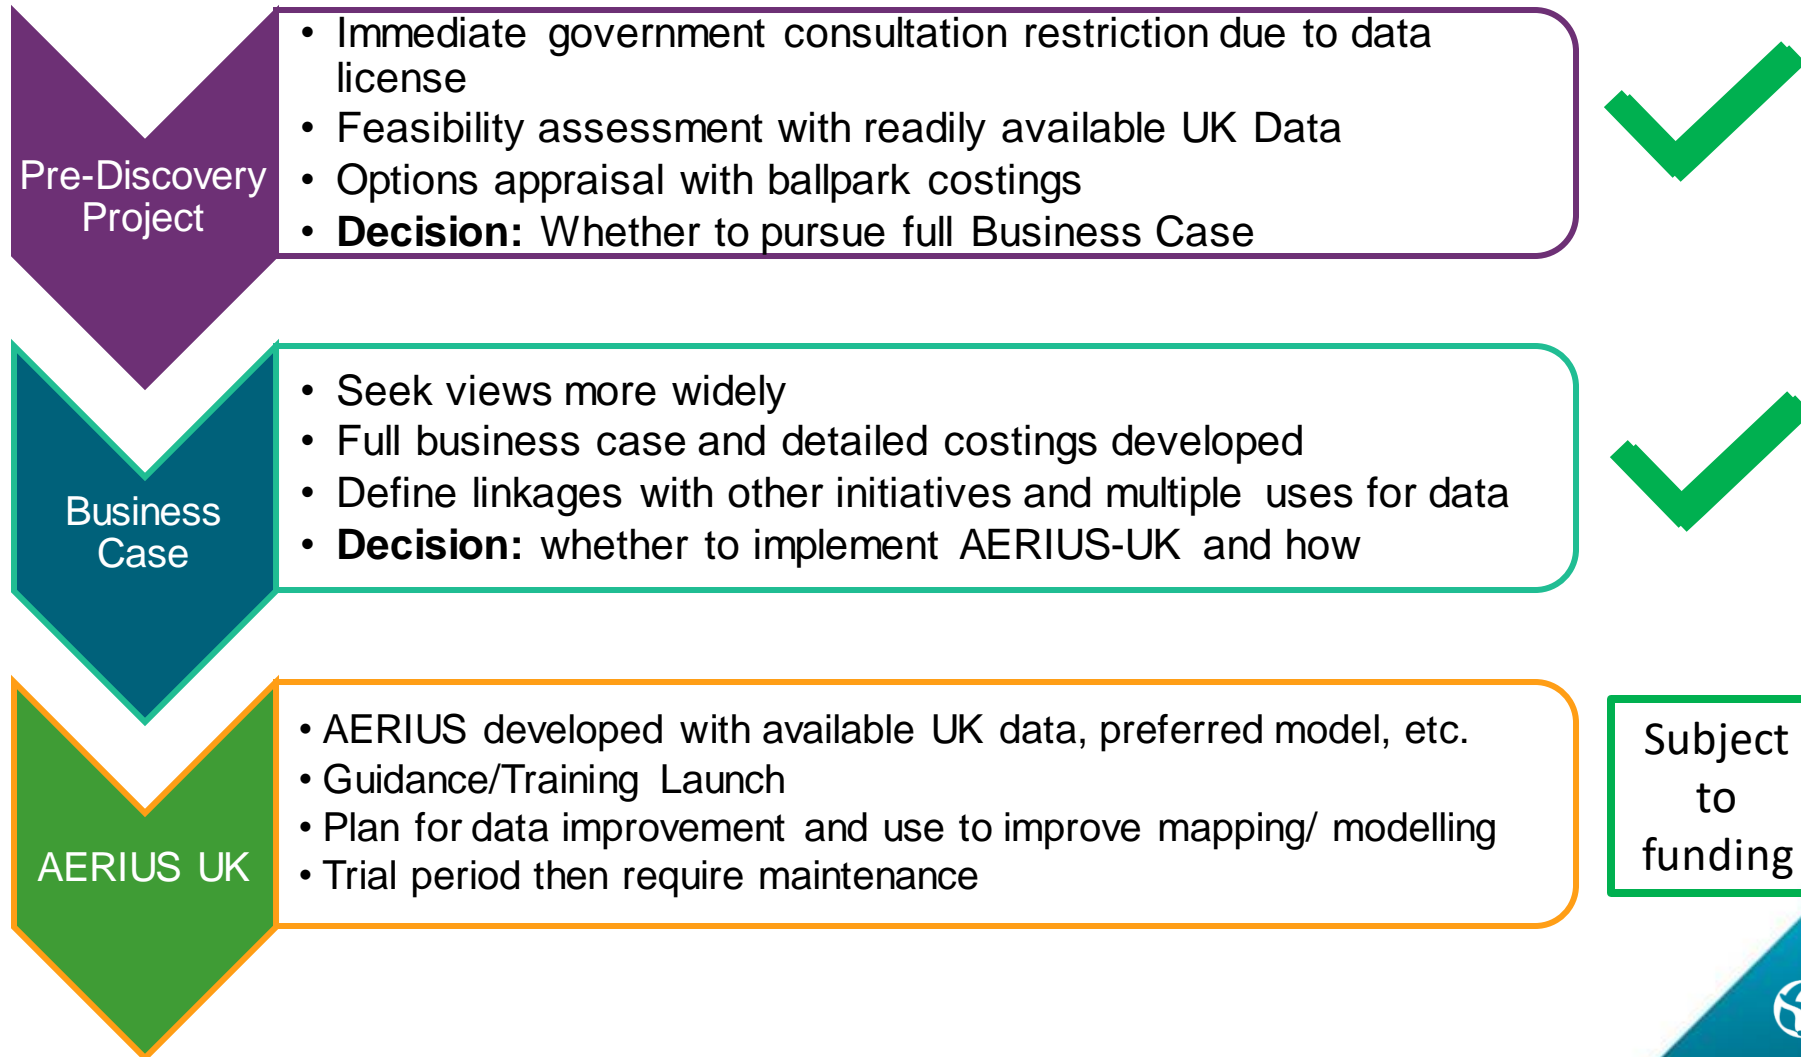 Pre-Discovery
Project
• Immediate government consultation restriction due to data
license
• Feasibility assessment with readily available UK Data
• Options appraisal with ballpark costings
• Decision: Whether to pursue full Business Case
Business
Case
• Seek views more widely
• Full business case and detailed costings developed
• Define linkages with other initiatives and multiple uses for data
• Decision: whether to implement AERIUS-UK and how
AERIUS UK
• AERIUS developed with available UK data, preferred model, etc.
• Guidance/Training Launch
• Plan for data improvement and use to improve mapping/ modelling
• Trial period then require maintenance
Subject
to
funding